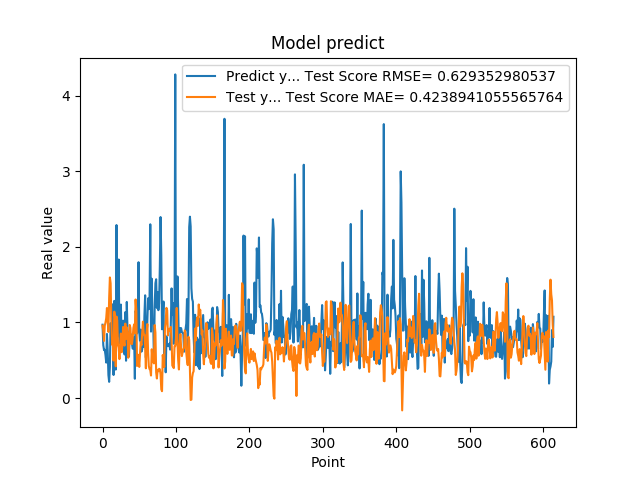 Model predict
Predict y... Test Score RMSE= 0.629352980537
Test y... Test Score MAE= 0.4238941055565764
Real value
4
3
2
1
0
0 100 200 300 400 500 600
Point